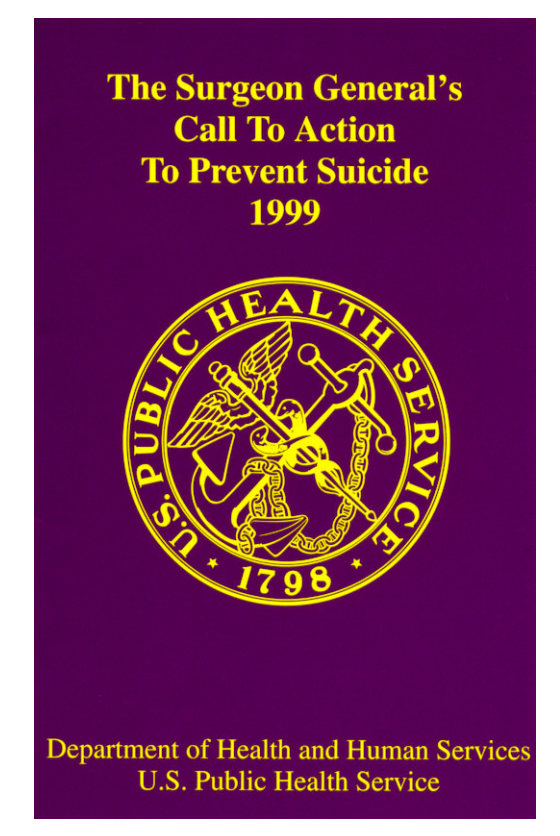 The Surgeon General's
Call To Action
To Prevent Suicide
1999
U.S. PUBLIC HEALTH SERVICE
1798
Department of Health and Human Services
U.S. Public Health Service